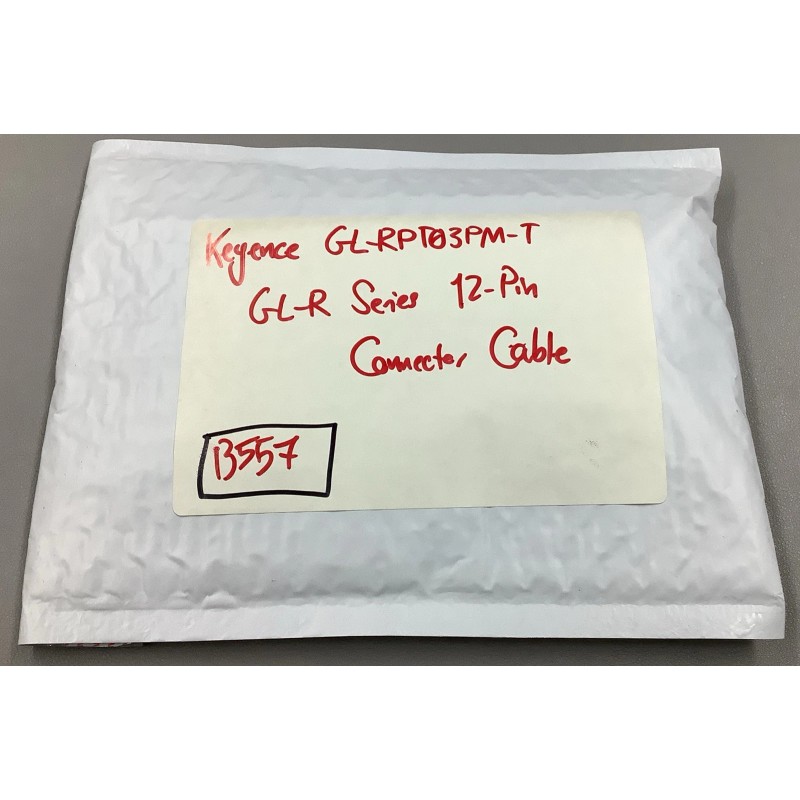 Keyence GL-RPT03PM-T
GL-R Series 12-Pin
Connector Cable
B557